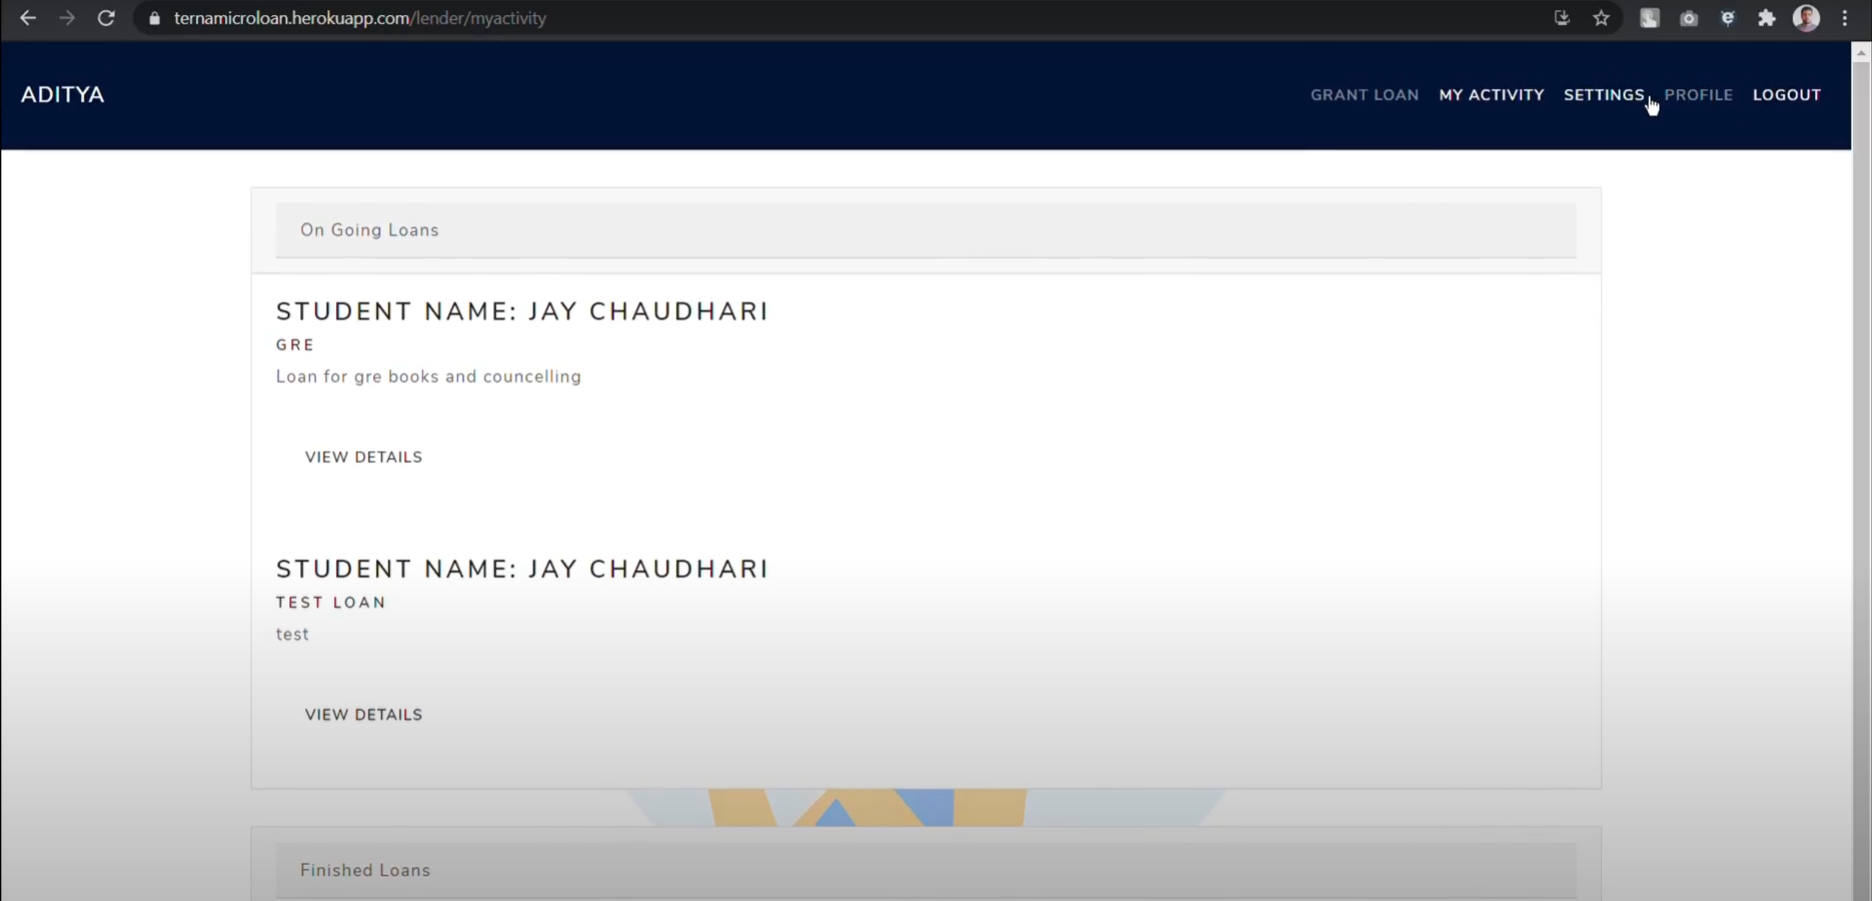 ternamicroloan.herokuapp.com/lender/myactivity
ADITYA
GRANT LOAN MY ACTIVITY SETTINGS PROFILE LOGOUT
On Going Loans
STUDENT NAME: JAY CHAUDHARI
GRE
Loan for gre books and councelling
VIEW DETAILS
STUDENT NAME: JAY CHAUDHARI
TEST LOAN
test
VIEW DETAILS
Finished Loans